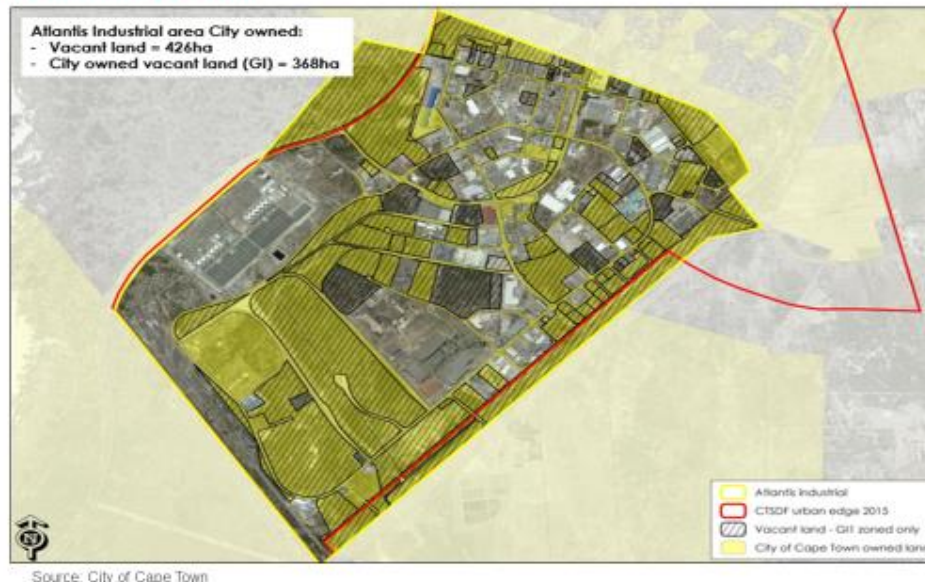 Atlantis Industrial area City owned:
- Vacant land = 426ha
- City owned vacant land (GI) = 368ha
N
Atlantis Industrial
CTSDF urban edge 2015
Vacant land - GI1 zoned only
City of Cape Town owned land
Source: City of Cape Town